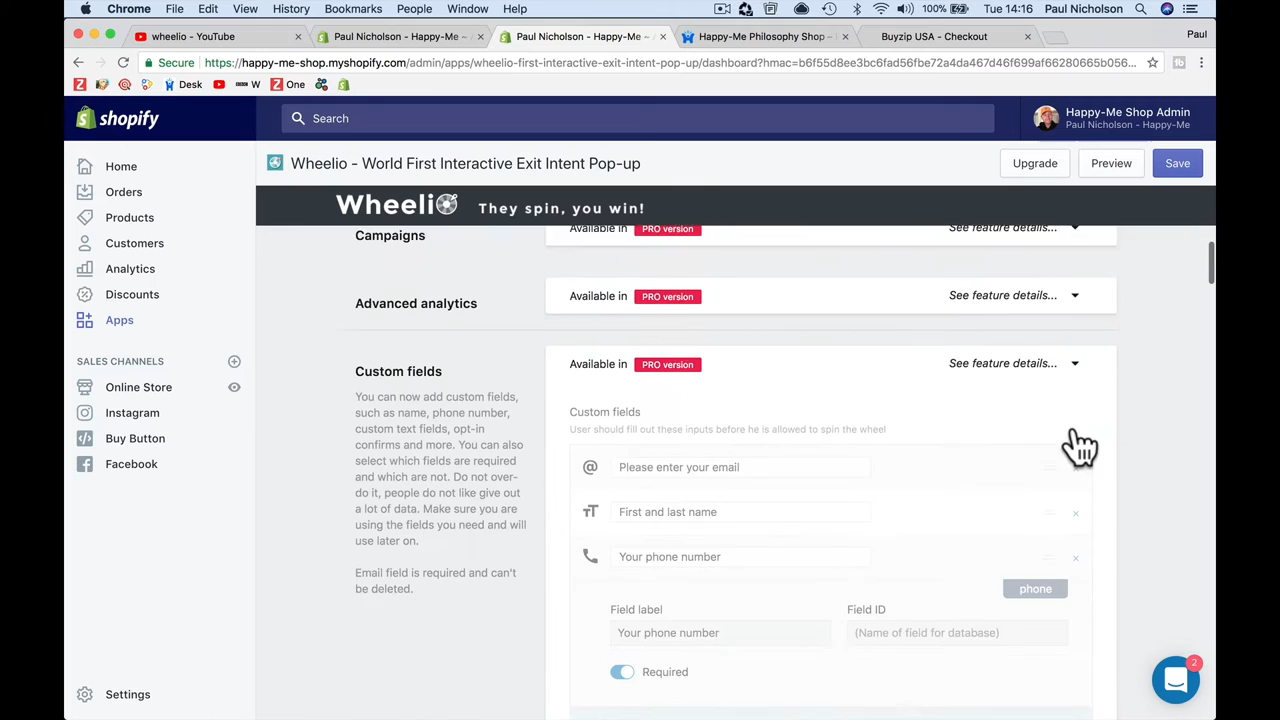 Chrome File Edit View History Bookmarks People Window Help 100% Tue 14:16 Paul Nicholson
wheelio - YouTube
Paul Nicholson - Happy-Me ~
Paul Nicholson - Happy-Me ~
Happy-Me Philosophy Shop -
Buyzip USA - Checkout
Paul
Secure https://happy-me-shop.myshopify.com/admin/apps/wheelio-first-interactive-exit-intent-pop-up/dashboard?hmac=b6f55d8ee3bc6fad56fbe72a4da467d46f699af66280665b056...
Desk W One
shopify
Search
Happy-Me Shop Admin
Paul Nicholson - Happy-Me
Wheelio - World First Interactive Exit Intent Pop-up
Upgrade
Preview
Save
Wheelio They spin, you win!
Home
Orders
Products
Customers
Analytics
Discounts
Apps
SALES CHANNELS
Online Store
Instagram
Buy Button
Facebook
Settings
Campaigns
Available in PRO version See feature details...
Advanced analytics
Available in PRO version See feature details...
Custom fields
You can now add custom fields,
such as name, phone number,
custom text fields, opt-in
confirms and more. You can also
select which fields are required
and which are not. Do not over-
do it, people do not like give out
a lot of data. Make sure you are
using the fields you need and will
use later on.
Email field is required and can't
be deleted.
Available in PRO version See feature details...
Custom fields
User should fill out these inputs before he is allowed to spin the wheel
@ Please enter your email
TT First and last name
Your phone number
phone
Field label
Your phone number
Field ID
(Name of field for database)
Required
2